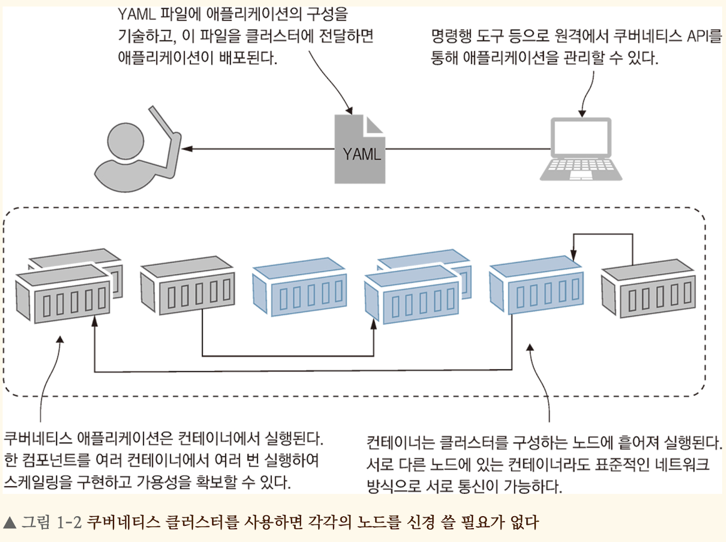 YAML 파일에 애플리케이션의 구성을
기술하고, 이 파일을 클러스터에 전달하면
애플리케이션이 배포된다.
명령행 도구 등으로 원격에서 쿠버네티스 API를
통해 애플리케이션을 관리할 수 있다.
YAML
쿠버네티스 애플리케이션은 컨테이너에서 실행된다.
한 컴포넌트를 여러 컨테이너에서 여러 번 실행하여
스케일링을 구현하고 가용성을 확보할 수 있다.
컨테이너는 클러스터를 구성하는 노드에 흩어져 실행된다.
서로 다른 노드에 있는 컨테이너라도 표준적인 네트워크
방식으로 서로 통신이 가능하다.
▲ 그림 1-2 쿠버네티스 클러스터를 사용하면 각각의 노드를 신경 쓸 필요가 없다